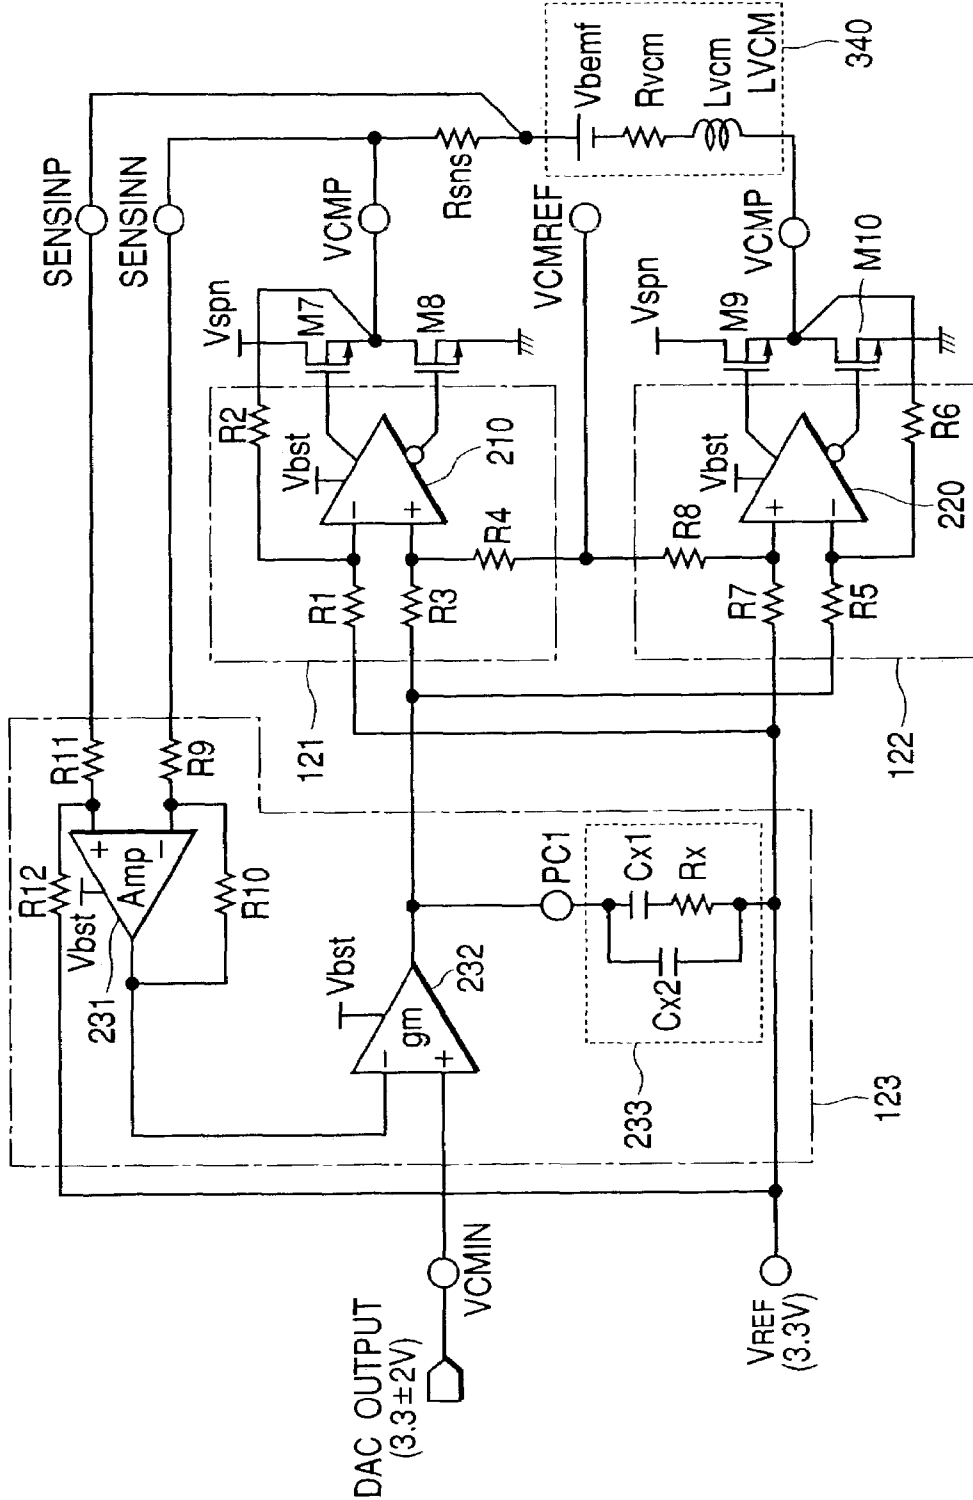 SENSINP
SENSINN
VCMP
Rsns
Vbemf
Rvcm
Lvcm
LVCM
340
VCMREF
VCMP
M10
Vspn
M7
M8
Vspn
M9
R2
Vbst
210
R4
R8
Vbst
220
R6
R1
R3
R7
R5
121
122
R11
R9
R12
Vbst
Amp
R10
231
Vbst
gm
232
PC1
Cx1
Rx
Cx2
233
123
VCMIN
DAC OUTPUT
(3.3±2V)
VREF
(3.3V)
+
−
−
+
−
+
+
−